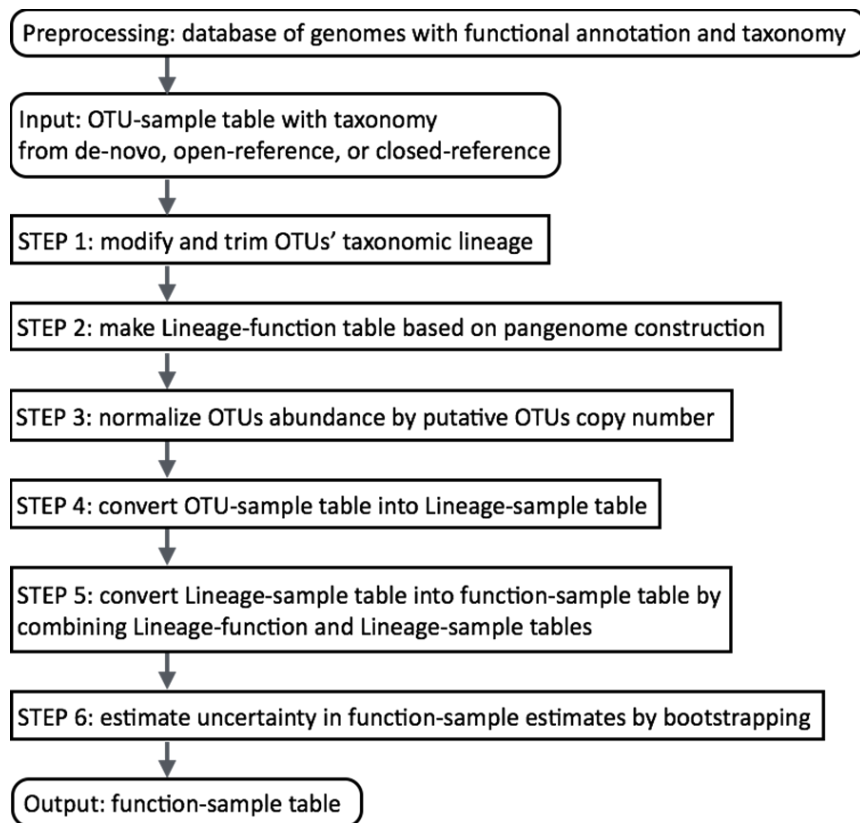 Preprocessing: database of genomes with functional annotation and taxonomy
Input: OTU-sample table with taxonomy
from de-novo, open-reference, or closed-reference
STEP 1: modify and trim OTUs’ taxonomic lineage
STEP 2: make Lineage-function table based on pangenome construction
STEP 3: normalize OTUs abundance by putative OTUs copy number
STEP 4: convert OTU-sample table into Lineage-sample table
STEP 5: convert Lineage-sample table into function-sample table by
combining Lineage-function and Lineage-sample tables
STEP 6: estimate uncertainty in function-sample estimates by bootstrapping
Output: function-sample table